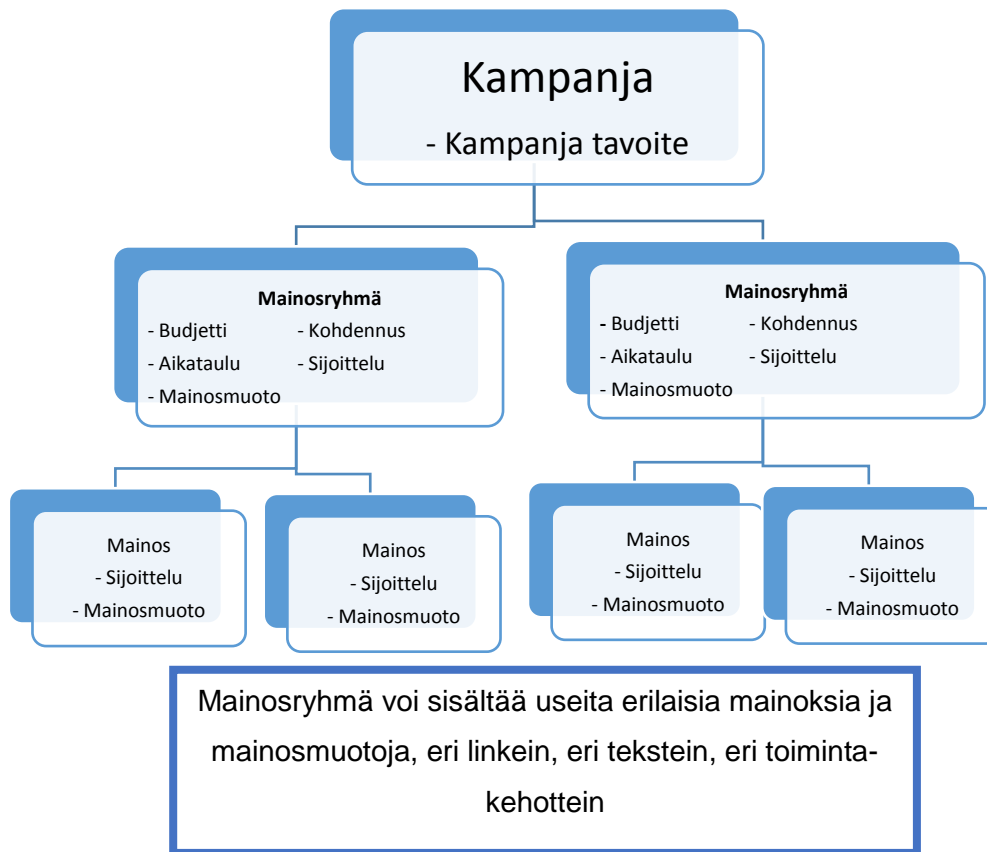 Kampanja
- Kampanja tavoite
Mainosryhmä
- Budjetti - Kohdennus
- Aikataulu - Sijoittelu
- Mainosmuoto
Mainosryhmä
- Budjetti - Kohdennus
- Aikataulu - Sijoittelu
- Mainosmuoto
Mainos
- Sijoittelu
- Mainosmuoto
Mainos
- Sijoittelu
- Mainosmuoto
Mainos
- Sijoittelu
- Mainosmuoto
Mainos
- Sijoittelu
- Mainosmuoto
Mainosryhmä voi sisältää useita erilaisia mainoksia ja
mainosmuotoja, eri linkein, eri tekstein, eri toiminta-
kehottein